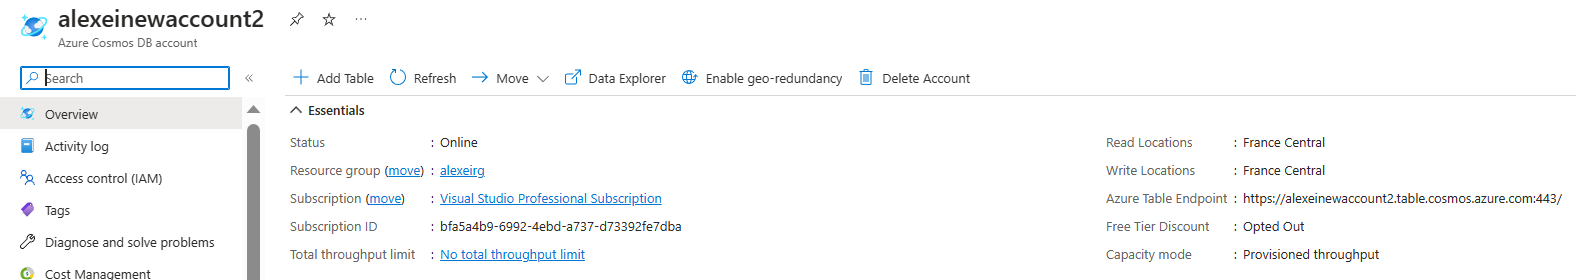 alexeinewaccount2
Azure Cosmos DB account
Search
Overview
Activity log
Access control (IAM)
Tags
Diagnose and solve problems
Cost Management
Add Table Refresh Move Data Explorer Enable geo-redundancy Delete Account
Essentials
Status : Online
Resource group (move) : alexeirg
Subscription (move) : Visual Studio Professional Subscription
Subscription ID : bfa5a4b9-6992-4ebd-a737-d73392fe7dba
Total throughput limit : No total throughput limit
Read Locations : France Central
Write Locations : France Central
Azure Table Endpoint : https://alexeinewaccount2.table.cosmos.azure.com:443/
Free Tier Discount : Opted Out
Capacity mode : Provisioned throughput